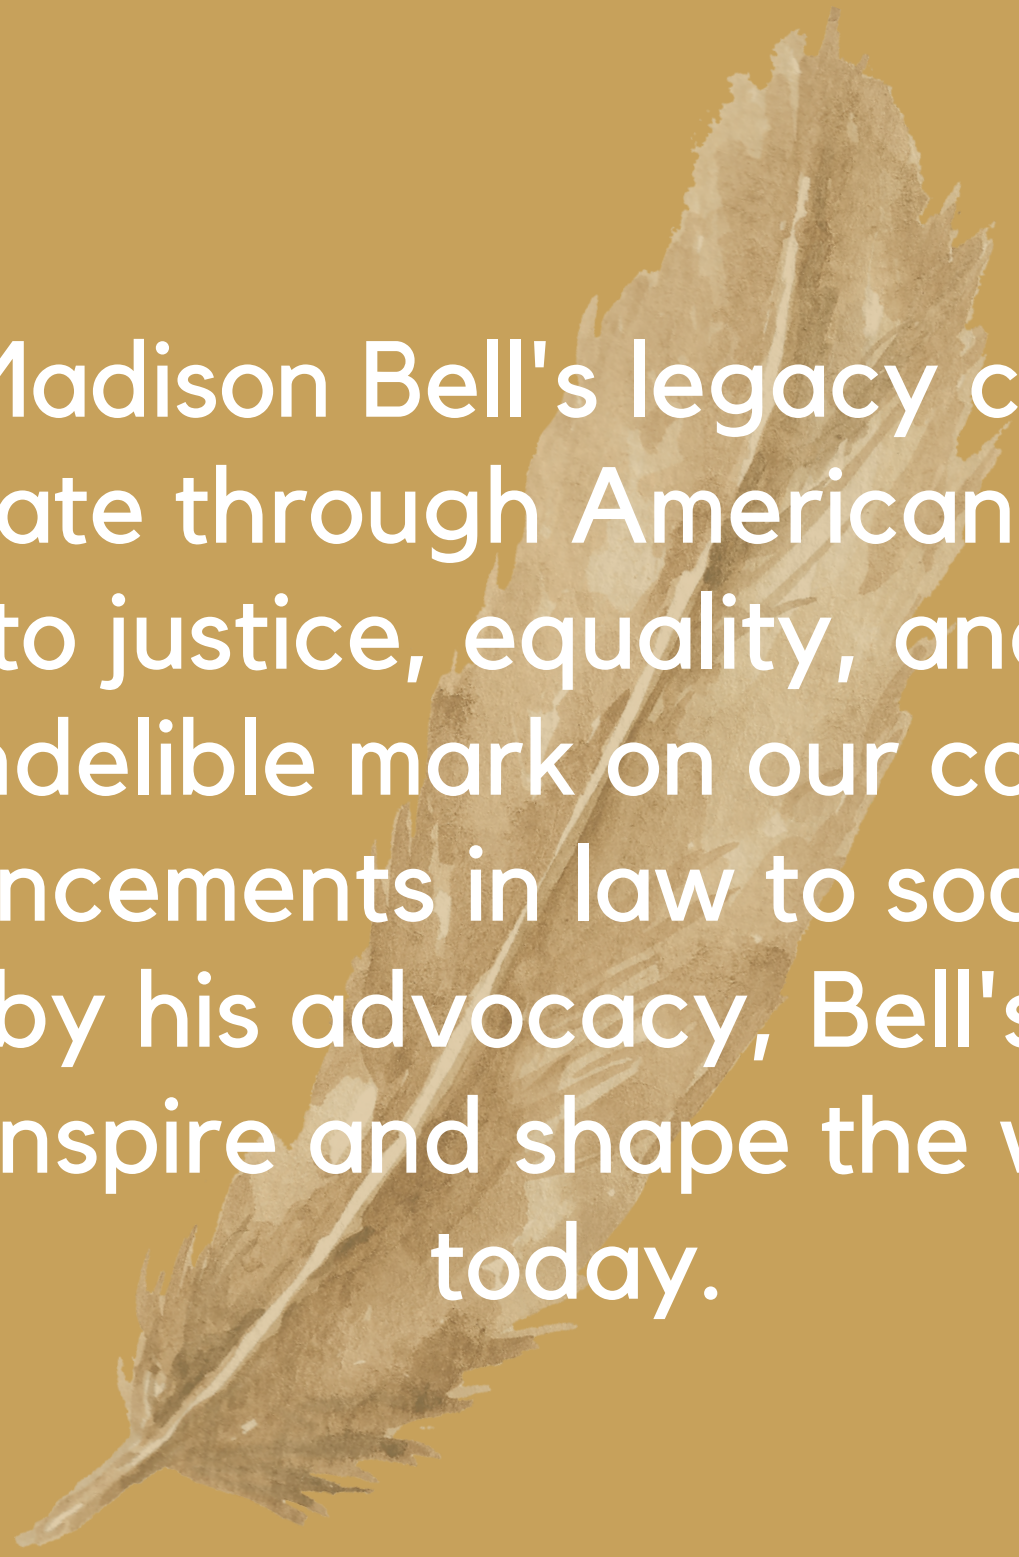 Madison Bell's legacy c
ate through American
to justice, equality, and
ndelible mark on our co
ncements in law to soc
by his advocacy, Bell's
nspire and shape the w
today.